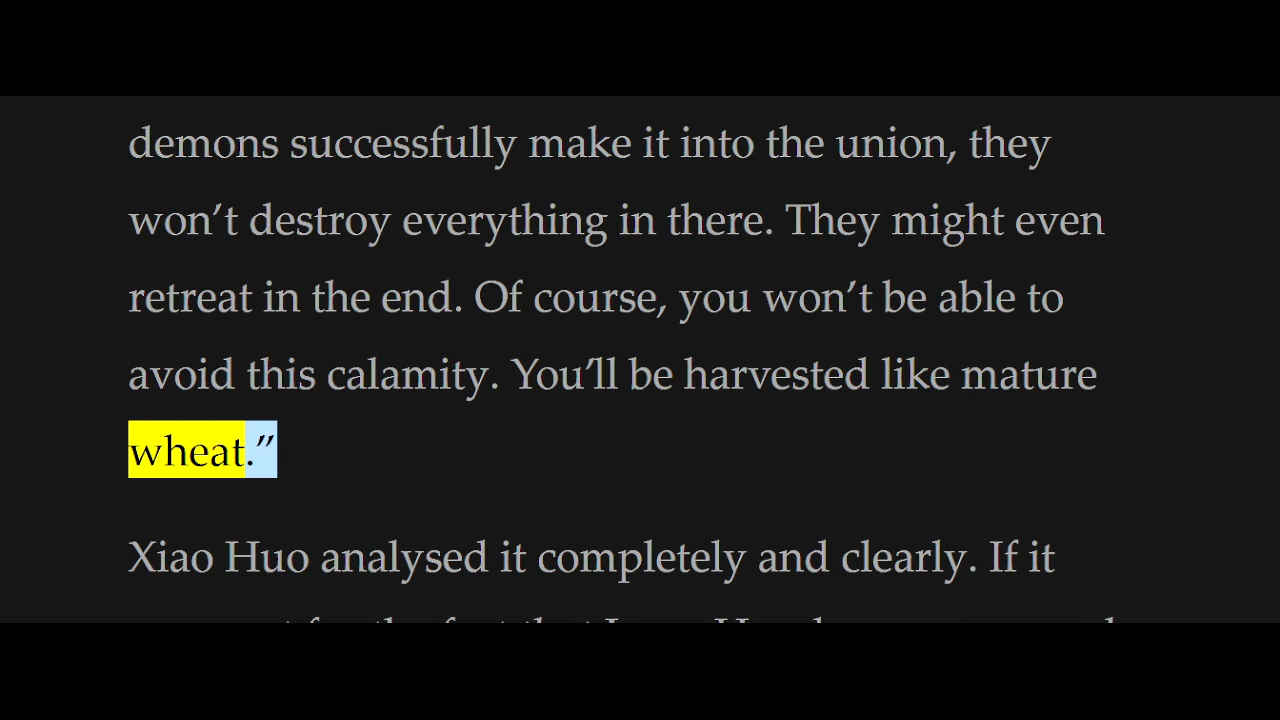 demons successfully make it into the union, they
won’t destroy everything in there. They might even
retreat in the end. Of course, you won’t be able to
avoid this calamity. You’ll be harvested like mature
wheat.”
Xiao Huo analysed it completely and clearly. If it